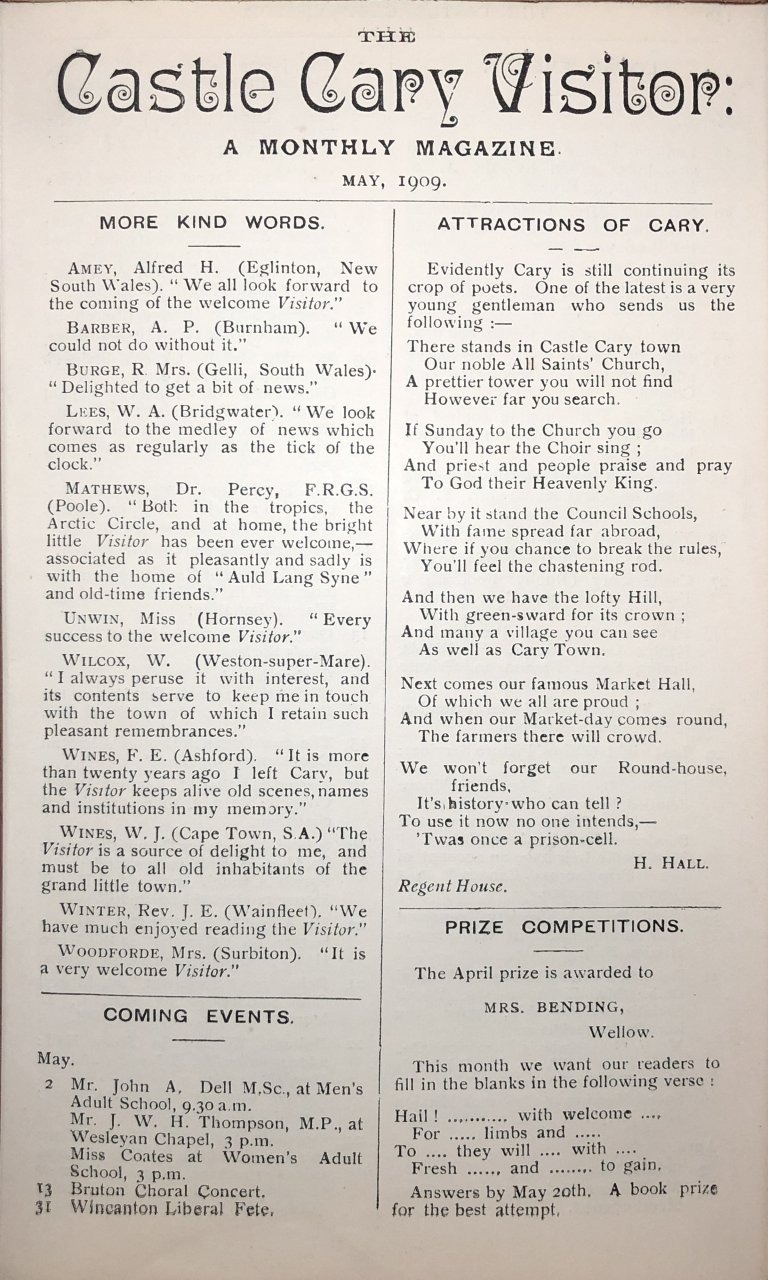 THE
Castle Cary Visitor:
A MONTHLY MAGAZINE.
MAY, 1909.
MORE KIND WORDS.
AMEY, Alfred H. (Eglinton, New
South Wales). “ We all look forward to
the coming of the welcome Visitor.”
BARBER, A. P. (Burnham). “ We
could not do without it.”
BURGE, R. Mrs. (Gelli, South Wales).
“ Delighted to get a bit of news.”
LEES, W. A. (Bridgwater). “ We look
forward to the medley of news which
comes as regularly as the tick of the
clock.”
MATHEWS, Dr. Percy, F.R.G.S.
(Poole). “ Both in the tropics, the
Arctic Circle, and at home, the bright
little Visitor has been ever welcome,—
associated as it pleasantly and sadly is
with the home of “ Auld Lang Syne ”
and old-time friends.”
UNWIN, Miss (Hornsey). “ Every
success to the welcome Visitor.”
WILCOX, W. (Weston-super-Mare).
“ I always peruse it with interest, and
its contents serve to keep me in touch
with the town of which I retain such
pleasant remembrances.”
WINES, F. E. (Ashford). “ It is more
than twenty years ago I left Cary, but
the Visitor keeps alive old scenes, names
and institutions in my memory.”
WINES, W. J. (Cape Town, S.A.) “The
Visitor is a source of delight to me, and
must be to all old inhabitants of the
grand little town.”
WINTER, Rev. J. E. (Wainfleet). “We
have much enjoyed reading the Visitor.”
WOODFORDE, Mrs. (Surbiton). “It is
a very welcome Visitor.”
COMING EVENTS.
May.
2 Mr. John A. Dell M.Sc., at Men's
Adult School, 9.30 a.m.
Mr. J. W. H. Thompson, M.P., at
Wesleyan Chapel, 3 p.m.
Miss Coates at Women's Adult
School, 3 p.m.
13 Bruton Choral Concert.
31 Wincanton Liberal Fete.
ATTRACTIONS OF CARY.
Evidently Cary is still continuing its
crop of poets. One of the latest is a very
young gentleman who sends us the
following :—
There stands in Castle Cary town
Our noble All Saints' Church,
A prettier tower you will not find
However far you search.
If Sunday to the Church you go
You'll hear the Choir sing ;
And priest and people praise and pray
To God their Heavenly King.
Near by it stand the Council Schools,
With fame spread far abroad,
Where if you chance to break the rules,
You'll feel the chastening rod.
And then we have the lofty Hill,
With green-sward for its crown ;
And many a village you can see
As well as Cary Town.
Next comes our famous Market Hall,
Of which we all are proud ;
And when our Market-day comes round,
The farmers there will crowd.
We won't forget our Round-house,
friends,
It's history who can tell ?
To use it now no one intends,—
'Twas once a prison-cell.
H. HALL.
Regent House.
PRIZE COMPETITIONS.
The April prize is awarded to
MRS. BENDING,
Wellow.
This month we want our readers to
fill in the blanks in the following verse :
Hail ! ........... with welcome ....,
For ..... limbs and .....
To .... they will .... with ....
Fresh ....., and ........ to gain.
Answers by May 20th. A book prize
for the best attempt.